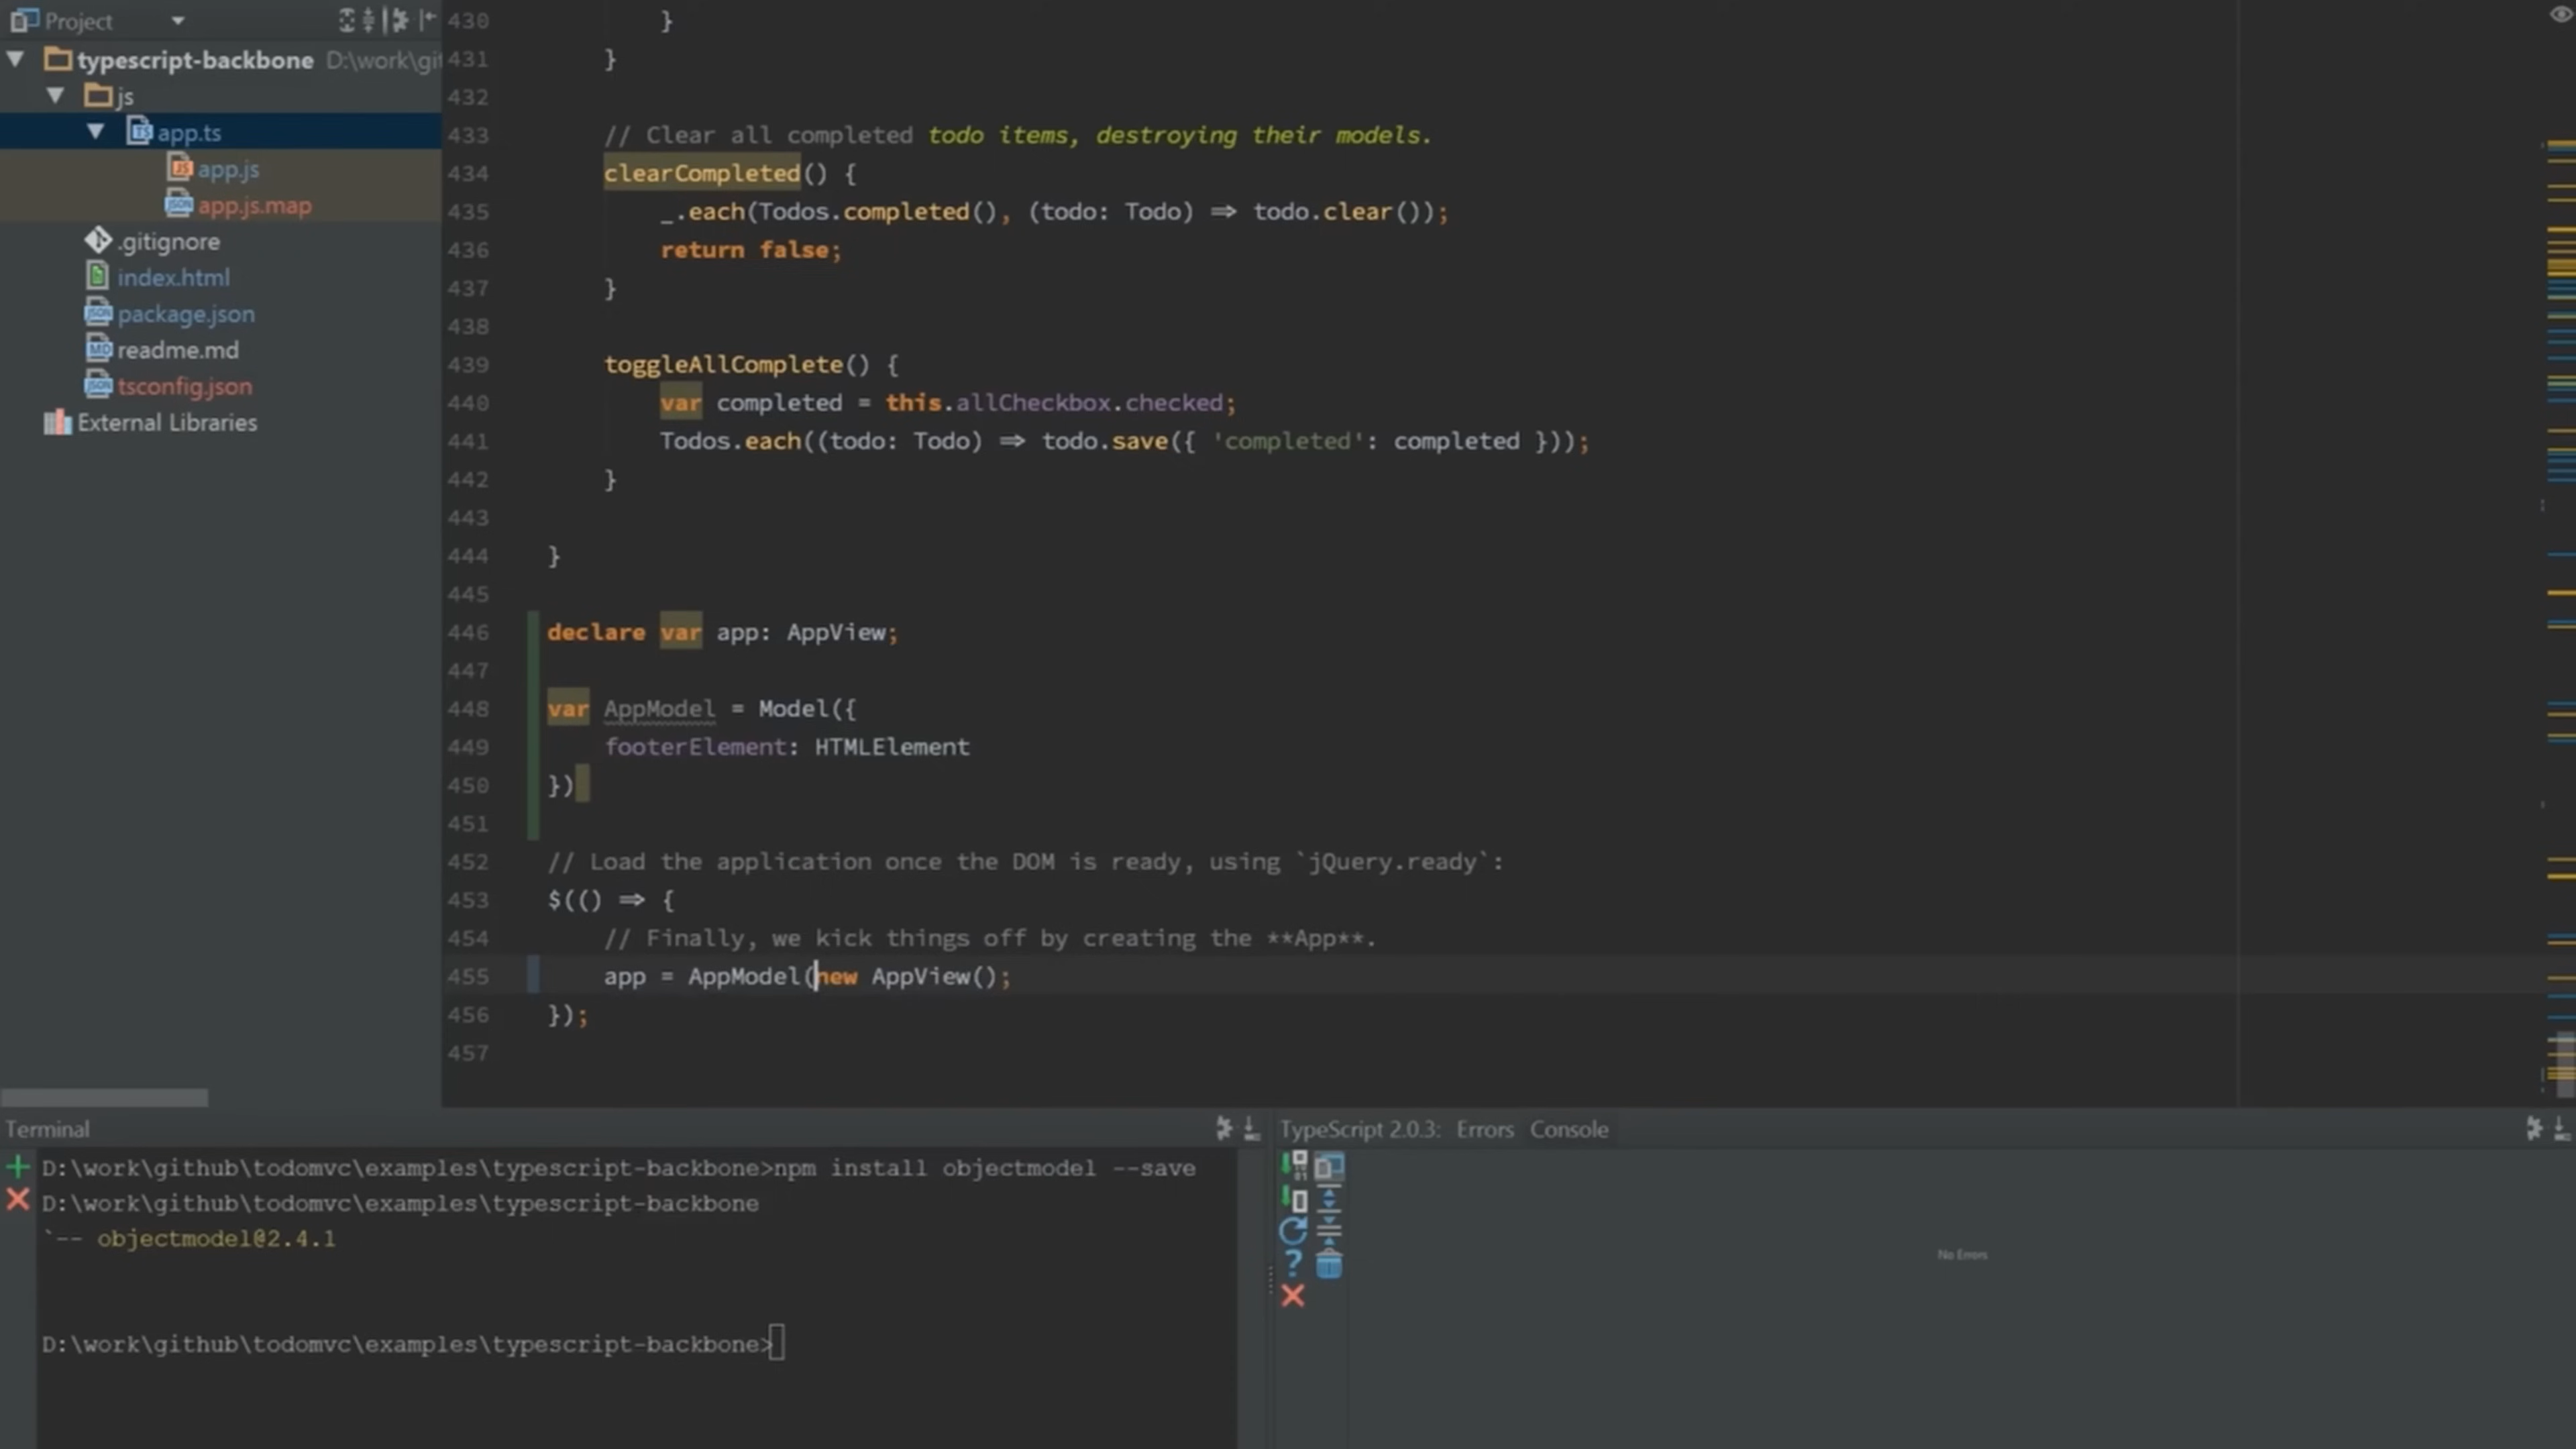 Project
typescript-backbone D:\work\git
js
app.ts
app.js
app.js.map
.gitignore
index.html
package.json
readme.md
tsconfig.json
External Libraries
430 }
431 }
432
433 // Clear all completed todo items, destroying their models.
434 clearCompleted() {
435 _.each(Todos.completed(), (todo: Todo) => todo.clear());
436 return false;
437 }
438
439 toggleAllComplete() {
440 var completed = this.allCheckbox.checked;
441 Todos.each((todo: Todo) => todo.save({ 'completed': completed }));
442 }
443
444 }
445
446 declare var app: AppView;
447
448 var AppModel = Model({
449 footerElement: HTMLElement
450 })
451
452 // Load the application once the DOM is ready, using `jQuery.ready`:
453 $(() => {
454 // Finally, we kick things off by creating the **App**.
455 app = AppModel(new AppView();
456 });
457
Terminal
D:\work\github\todomvc\examples\typescript-backbone>npm install objectmodel --save
D:\work\github\todomvc\examples\typescript-backbone
`-- objectmodel@2.4.1
D:\work\github\todomvc\examples\typescript-backbone>
TypeScript 2.0.3: Errors Console
No Errors